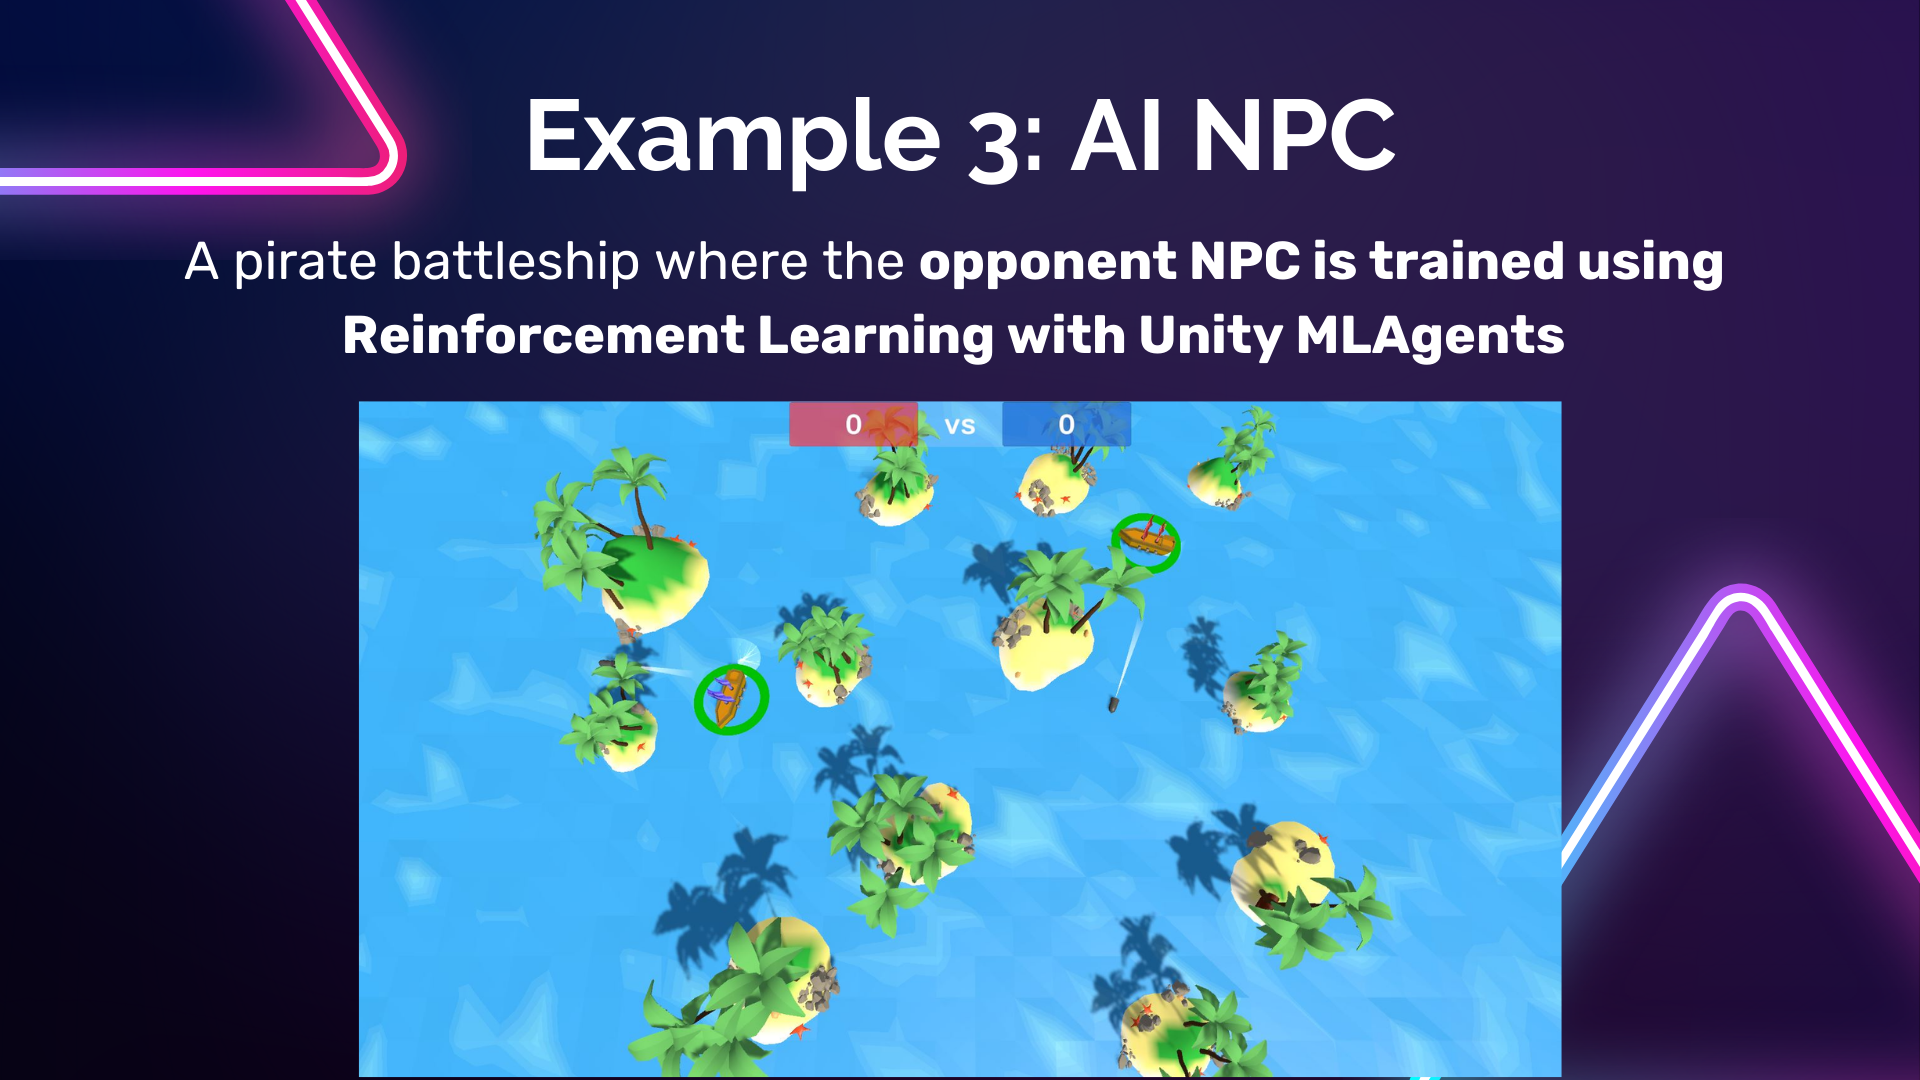 Example 3: AI NPC
A pirate battleship where the opponent NPC is trained using
Reinforcement Learning with Unity MLAgents
0 vs 0